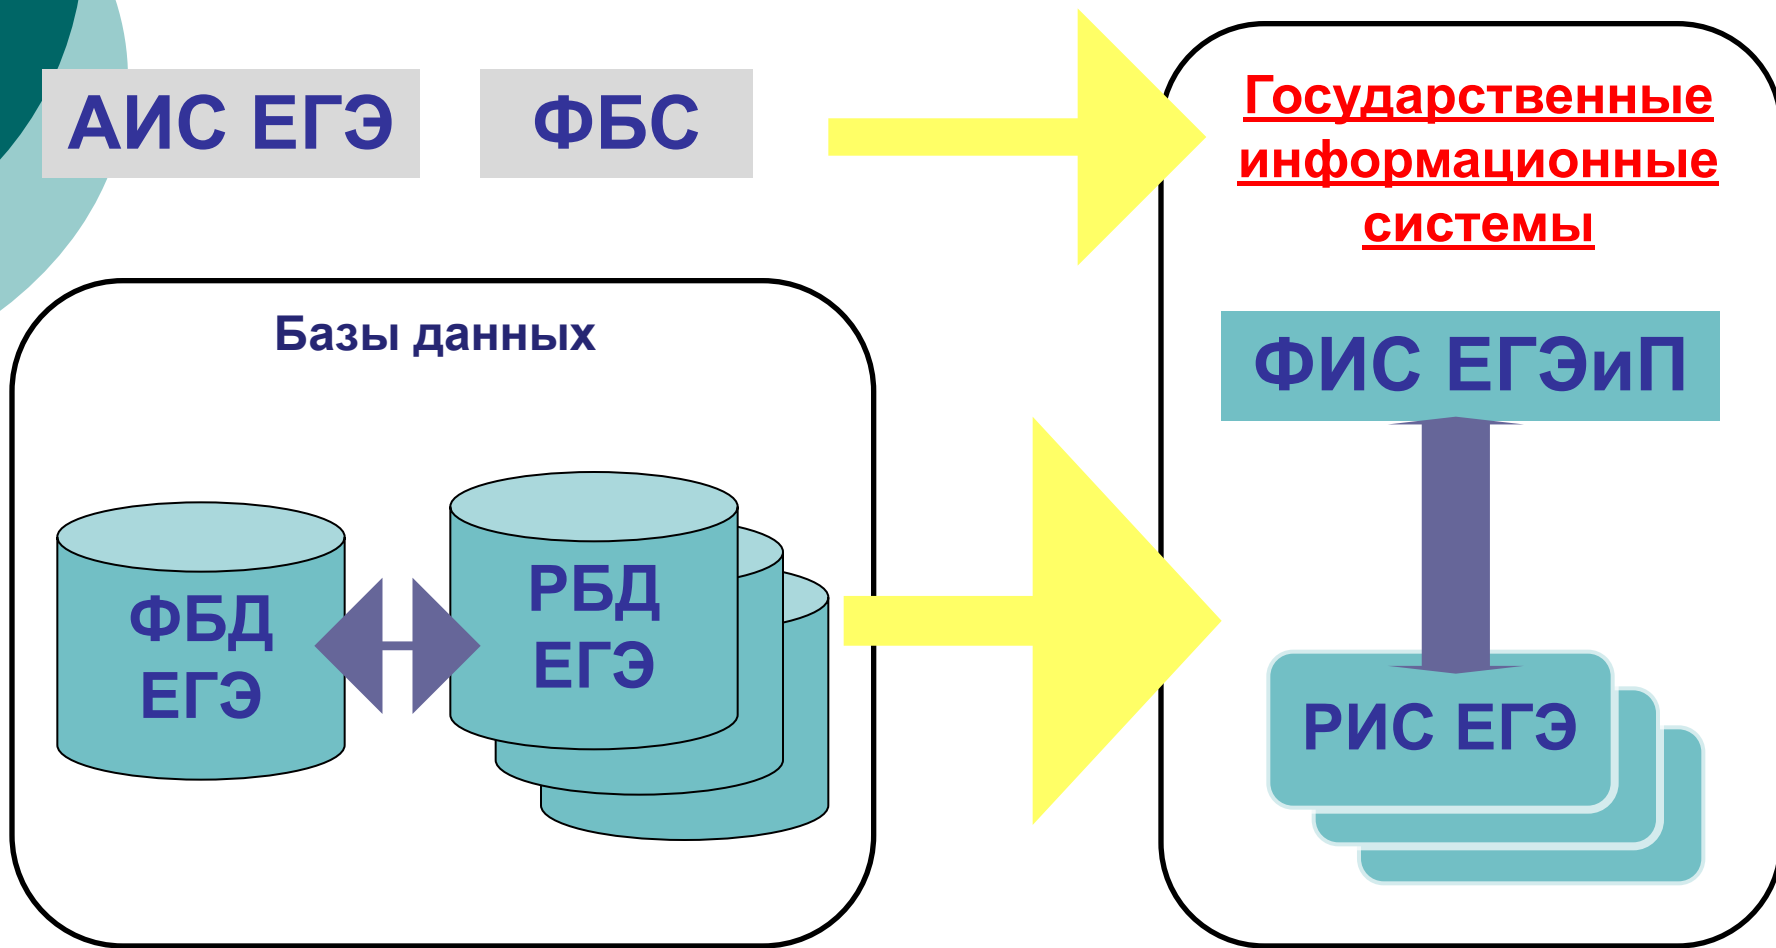 АИС ЕГЭ
ФБС
Государственные
информационные
системы
Базы данных
ФИС ЕГЭиП
ФБД
ЕГЭ
РБД
ЕГЭ
РИС ЕГЭ